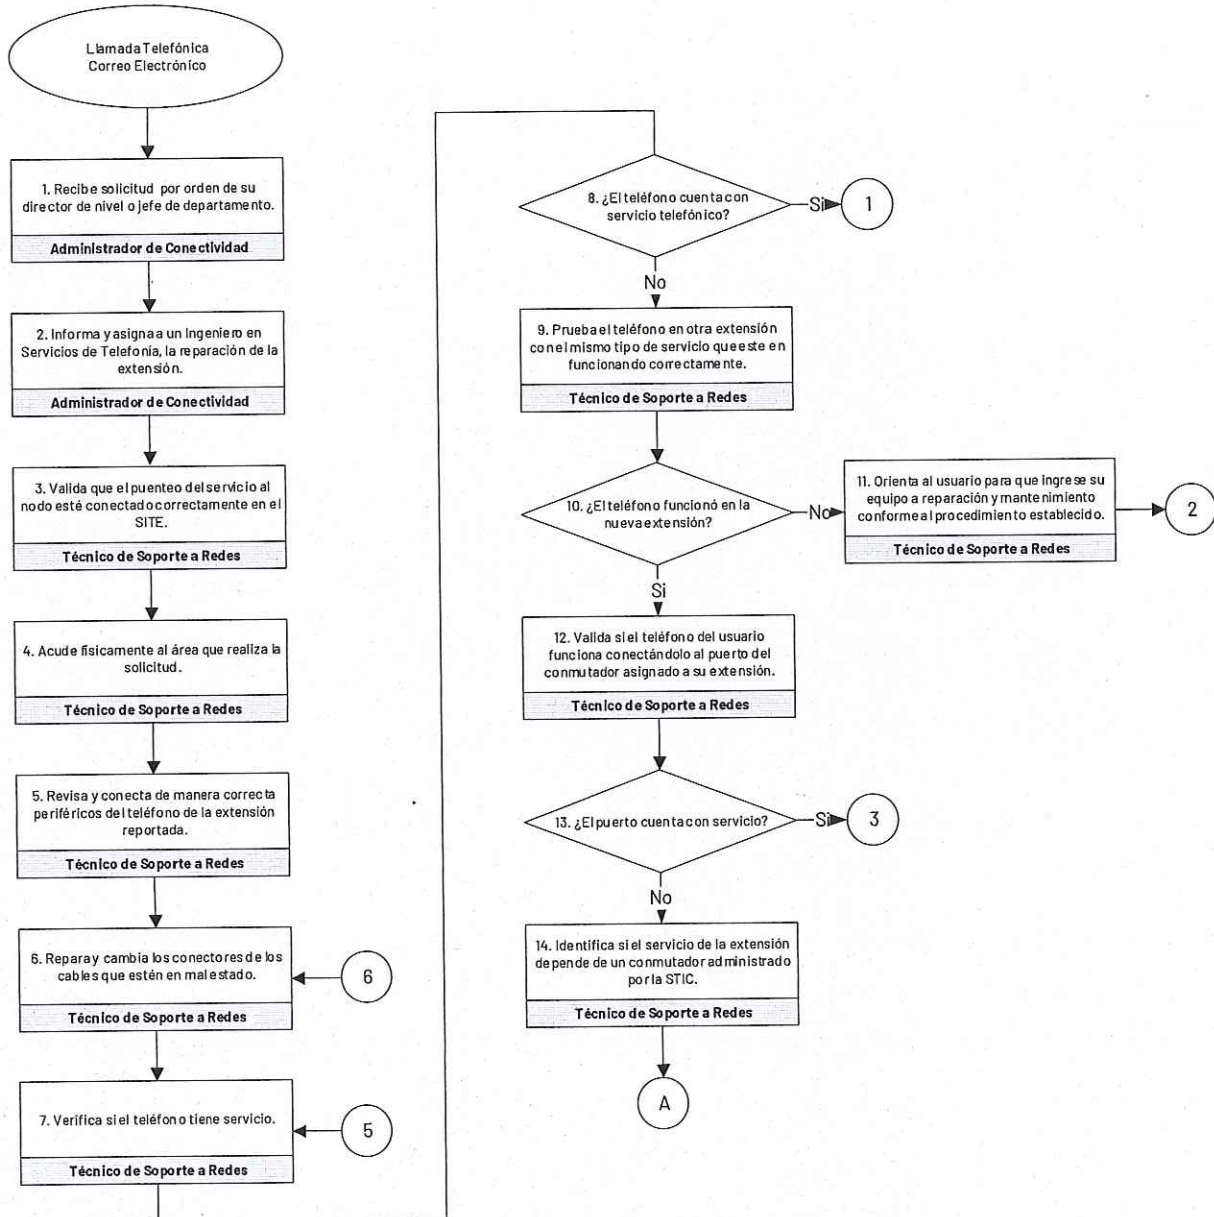 Llamada Telefónica
Correo Electrónico
1. Recibe solicitud por orden de su
director de nivel o jefe de departamento.
Administrador de Conectividad
2. Informa y asigna a un Ingeniero en
Servicios de Telefonía, la reparación de la
extensión.
Administrador de Conectividad
3. Valida que el puenteo del servicio al
nodo esté conectado correctamente en el
SITE.
Técnico de Soporte a Redes
4. Acude físicamente al área que realiza la
solicitud.
Técnico de Soporte a Redes
5. Revisa y conecta de manera correcta
periféricos del teléfono de la extensión
reportada.
Técnico de Soporte a Redes
6. Repara y cambia los conectores de los
cables que estén en mal estado.
Técnico de Soporte a Redes
6
7. Verifica si el teléfono tiene servicio.
Técnico de Soporte a Redes
5
8. ¿El teléfono cuenta con
servicio telefónico?
Si
1
No
9. Prueba el teléfono en otra extensión
con el mismo tipo de servicio que este en
funcionando correctamente.
Técnico de Soporte a Redes
10. ¿El teléfono funcionó en la
nueva extensión?
No
11. Orienta al usuario para que ingrese su
equipo a reparación y mantenimiento
conforme al procedimiento establecido.
Técnico de Soporte a Redes
2
Si
12. Valida si el teléfono del usuario
funciona conectándolo al puerto del
conmutador asignado a su extensión.
Técnico de Soporte a Redes
13. ¿El puerto cuenta con servicio?
Si
3
No
14. Identifica si el servicio de la extensión
depende de un conmutador administrado
por la STIC.
Técnico de Soporte a Redes
A